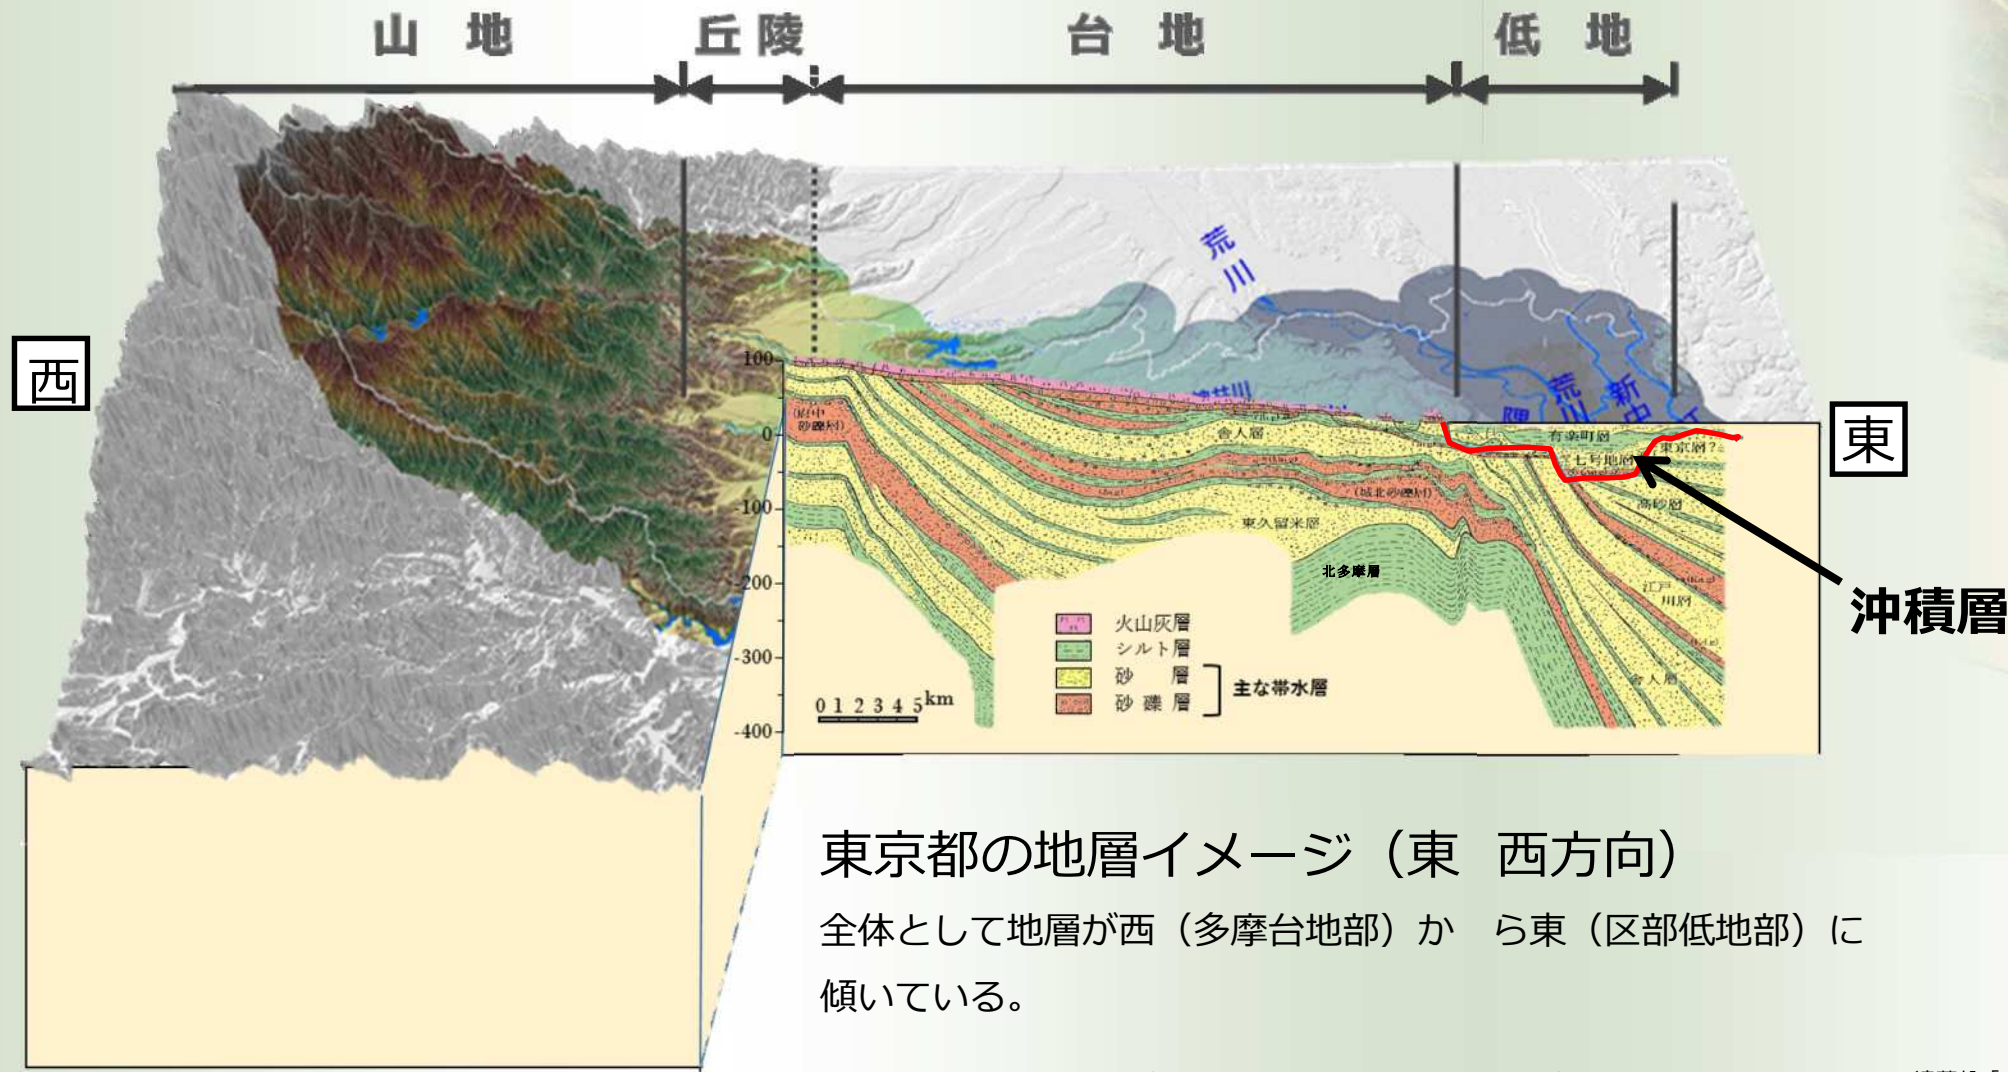 山地 丘陵 台地 低地
荒川
西
東
100
0
-100
-200
-300
-400
(府中
砂礫層)
舎人層
有楽町層
七号地層
東京層?
(城北砂礫層)
高砂層
東久留米層
北多摩層
江戸
川層
舎人層
荒川
新中
隅
沖積層
火山灰層
シルト層
砂層
砂礫層
主な帯水層
0 1 2 3 4 5km
東京都の地層イメージ（東 西方向）
全体として地層が西（多摩台地部）か ら東（区部低地部）に
傾いている。